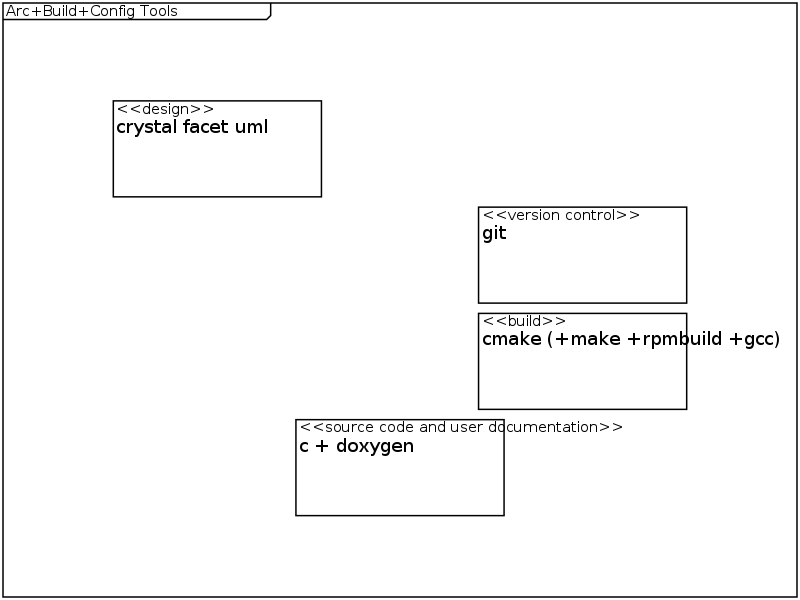 Arc+Build+Config Tools
<<design>>
crystal facet uml
<<version control>>
git
<<build>>
cmake (+make +rpmbuild +gcc)
<<source code and user documentation>>
c + doxygen